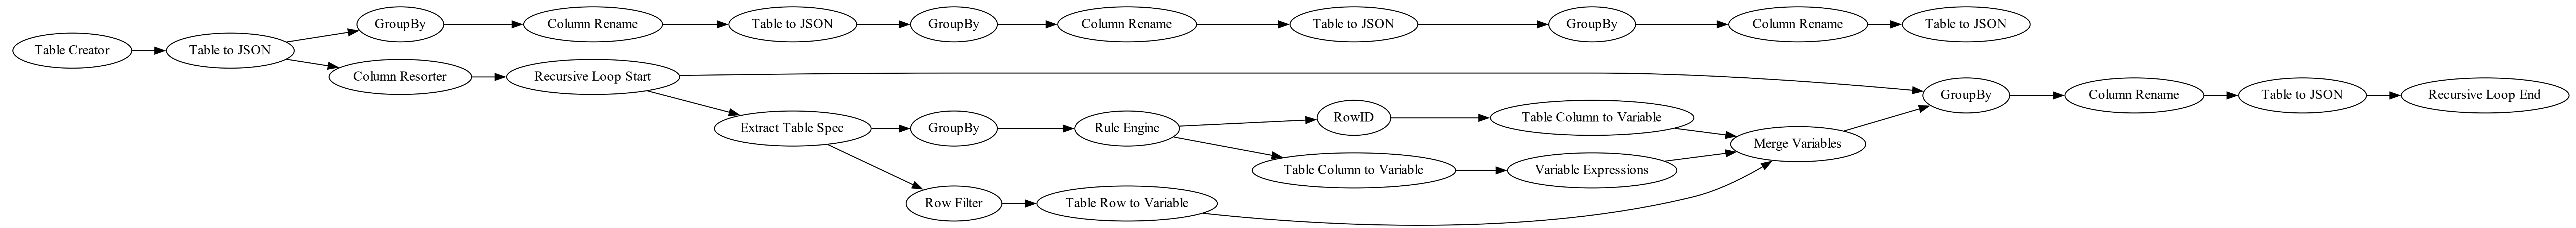 Table Creator
Table to JSON
GroupBy
Column Rename
Table to JSON
GroupBy
Column Rename
Table to JSON
GroupBy
Column Rename
Table to JSON
Column Resorter
Recursive Loop Start
Extract Table Spec
GroupBy
Rule Engine
RowID
Table Column to Variable
Table Column to Variable
Variable Expressions
Row Filter
Table Row to Variable
Merge Variables
GroupBy
Column Rename
Table to JSON
Recursive Loop End